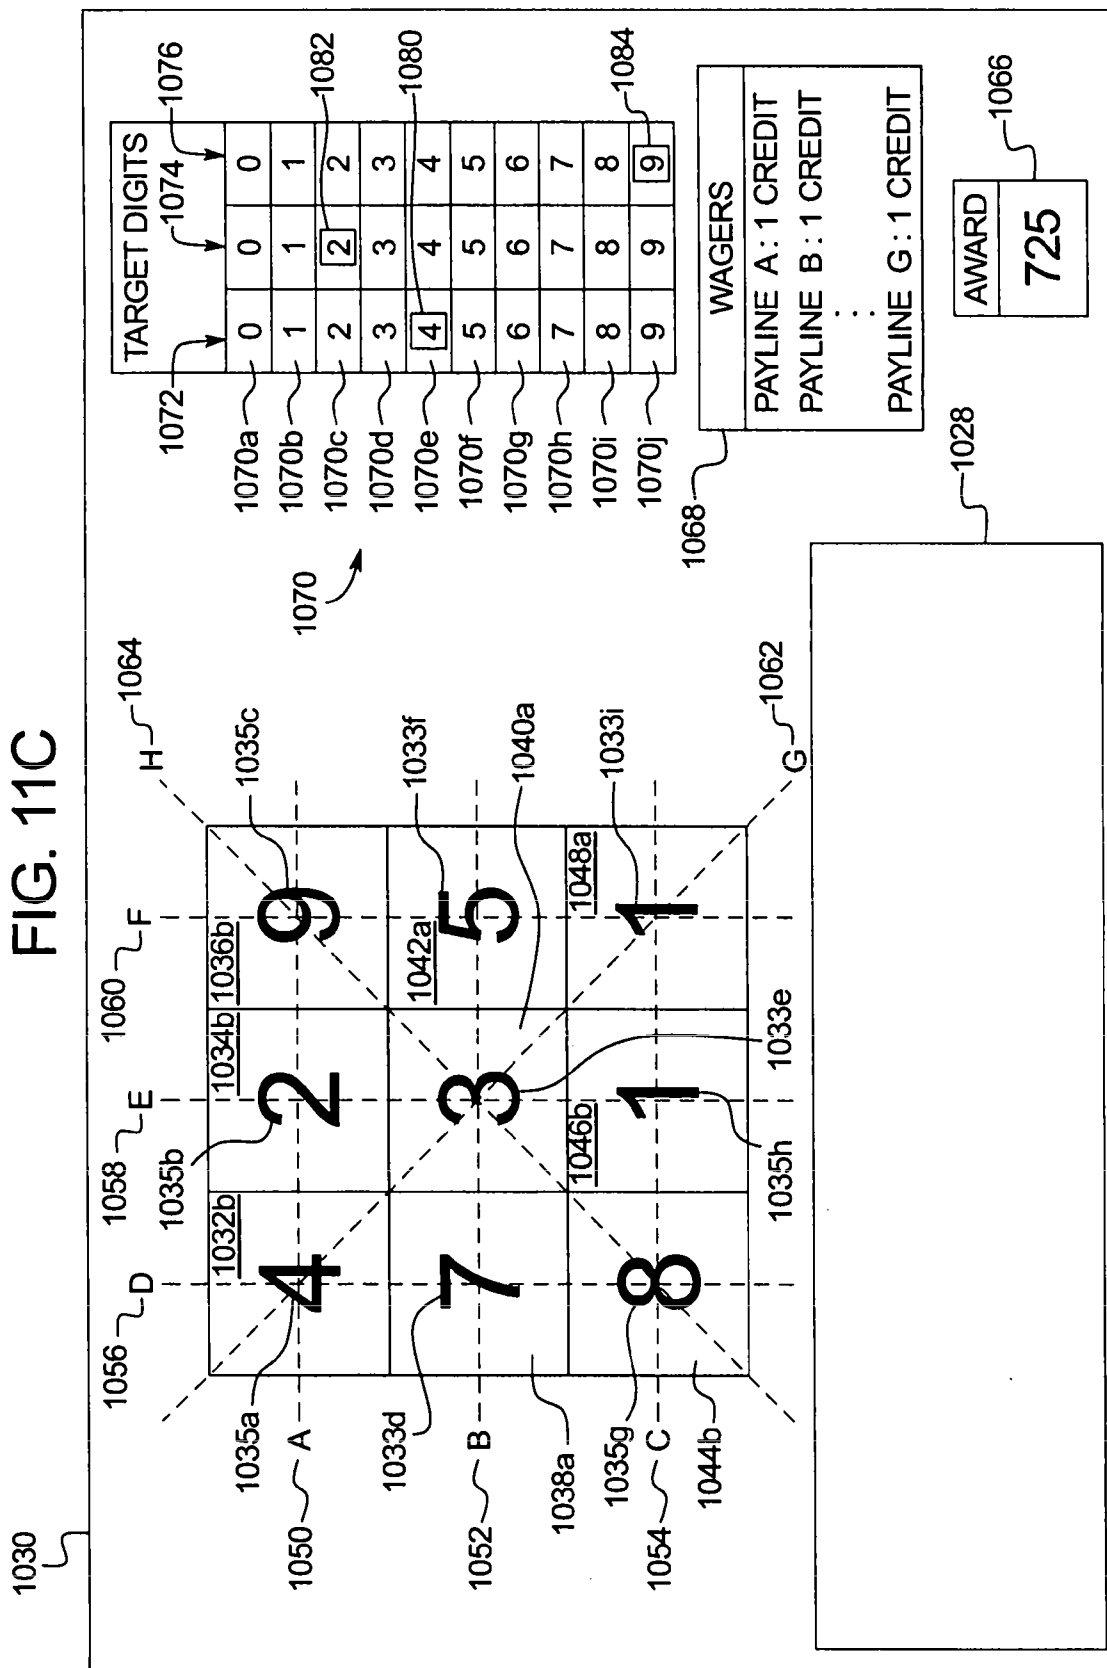 FIG. 11C
1030
1056 D
1058 E
1060 F
H 1064
1035b
1035a
1050 A
1032b
4
1034b
2
1036b
9
1035c
1033d
1052 B
7
3
1042a
5
1033f
1040a
1038a
1035g
1054 C
8
1046b
1
1048a
1
1033i
1044b
1035h
1033e
G 1062
1070
TARGET DIGITS
1072
1074
1076
1070a 0 0 0
1070b 1 1 1
1070c 2 2 2
1070d 3 3 3
1070e 4 4 4
1070f 5 5 5
1070g 6 6 6
1070h 7 7 7
1070i 8 8 8
1070j 9 9 9
1082
1080
1084
1068
WAGERS
PAYLINE A : 1 CREDIT
PAYLINE B : 1 CREDIT
⋮
PAYLINE G : 1 CREDIT
AWARD
725
1066
1028